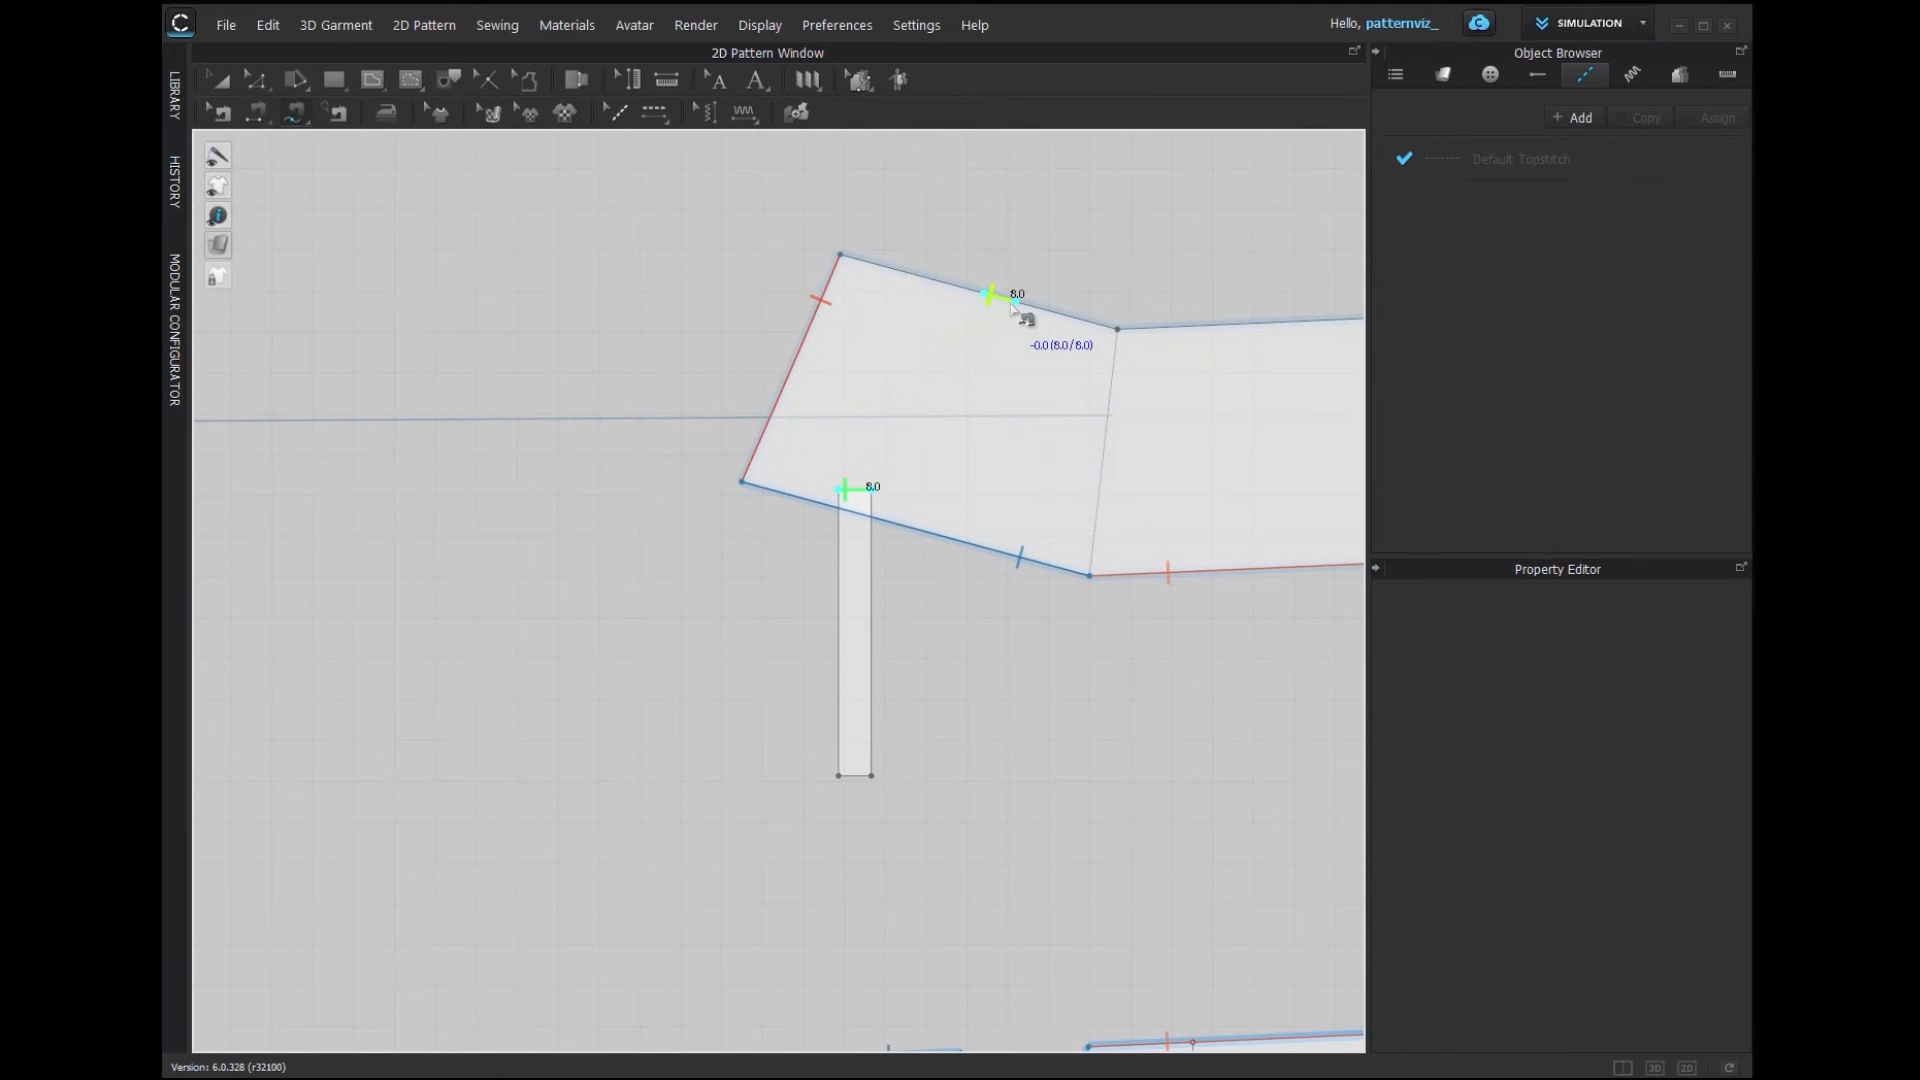 File Edit 3D Garment 2D Pattern Sewing Materials Avatar Render Display Preferences Settings Help
Hello, patternviz_
SIMULATION
2D Pattern Window
Object Browser
LIBRARY
HISTORY
MODULAR CONFIGURATOR
+ Add Copy Assign
Default Topstitch
8.0
-0.0 (8.0 / 8.0)
8.0
Property Editor
Version: 6.0.328 (r32100)
3D 2D